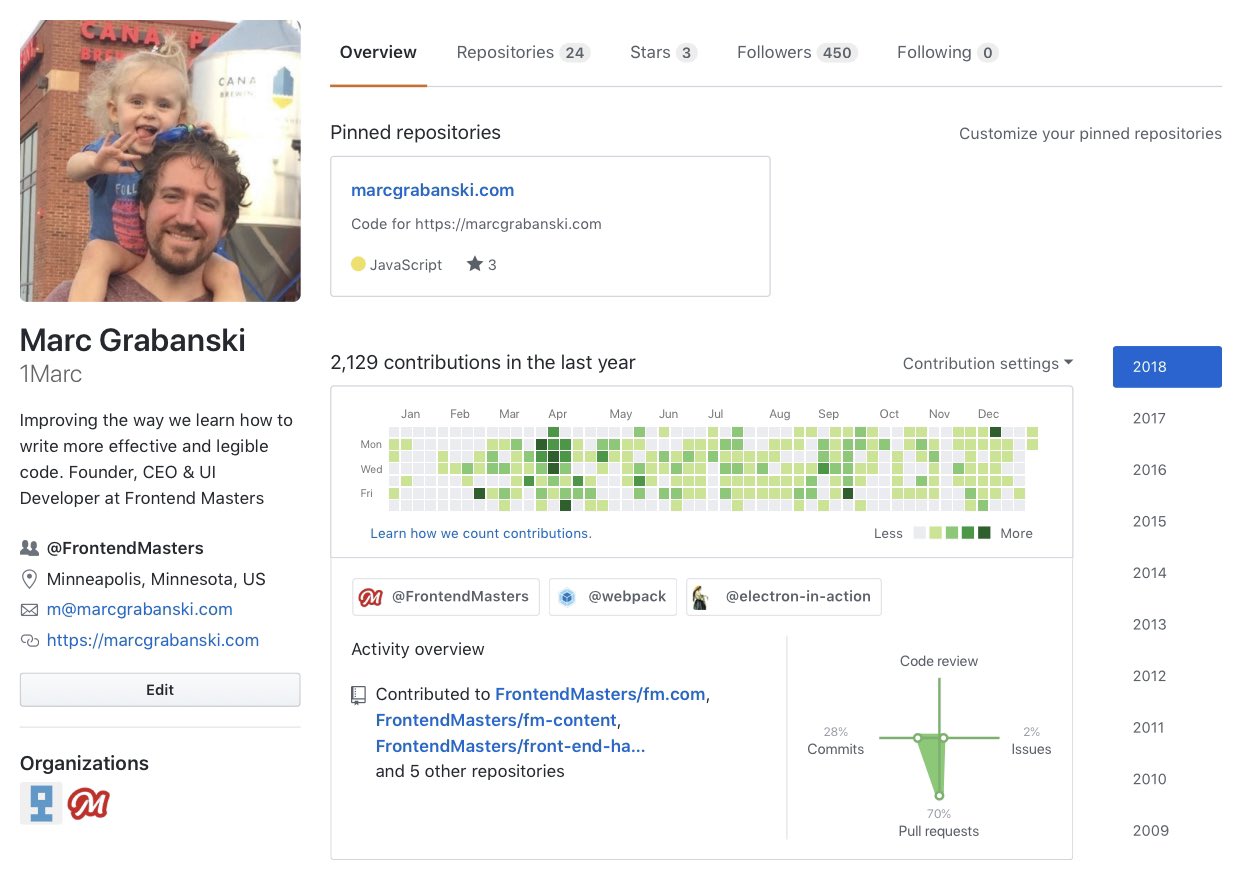 CANA
BREWING
FOLL
Marc Grabanski
1Marc
Improving the way we learn how to
write more effective and legible
code. Founder, CEO & UI
Developer at Frontend Masters
@FrontendMasters
Minneapolis, Minnesota, US
m@marcgrabanski.com
https://marcgrabanski.com
Edit
Organizations
Overview Repositories 24 Stars 3 Followers 450 Following 0
Pinned repositories Customize your pinned repositories
marcgrabanski.com
Code for https://marcgrabanski.com
JavaScript 3
2,129 contributions in the last year Contribution settings
Jan Feb Mar Apr May Jun Jul Aug Sep Oct Nov Dec
Mon
Wed
Fri
Learn how we count contributions. Less More
@FrontendMasters @webpack @electron-in-action
Activity overview
Contributed to FrontendMasters/fm.com,
FrontendMasters/fm-content,
FrontendMasters/front-end-ha...
and 5 other repositories
Code review
28%
Commits
2%
Issues
70%
Pull requests
2018
2017
2016
2015
2014
2013
2012
2011
2010
2009